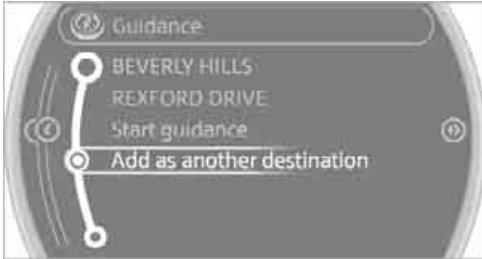 Guidance
BEVERLY HILLS
REXFORD DRIVE
Start guidance
Add as another destination